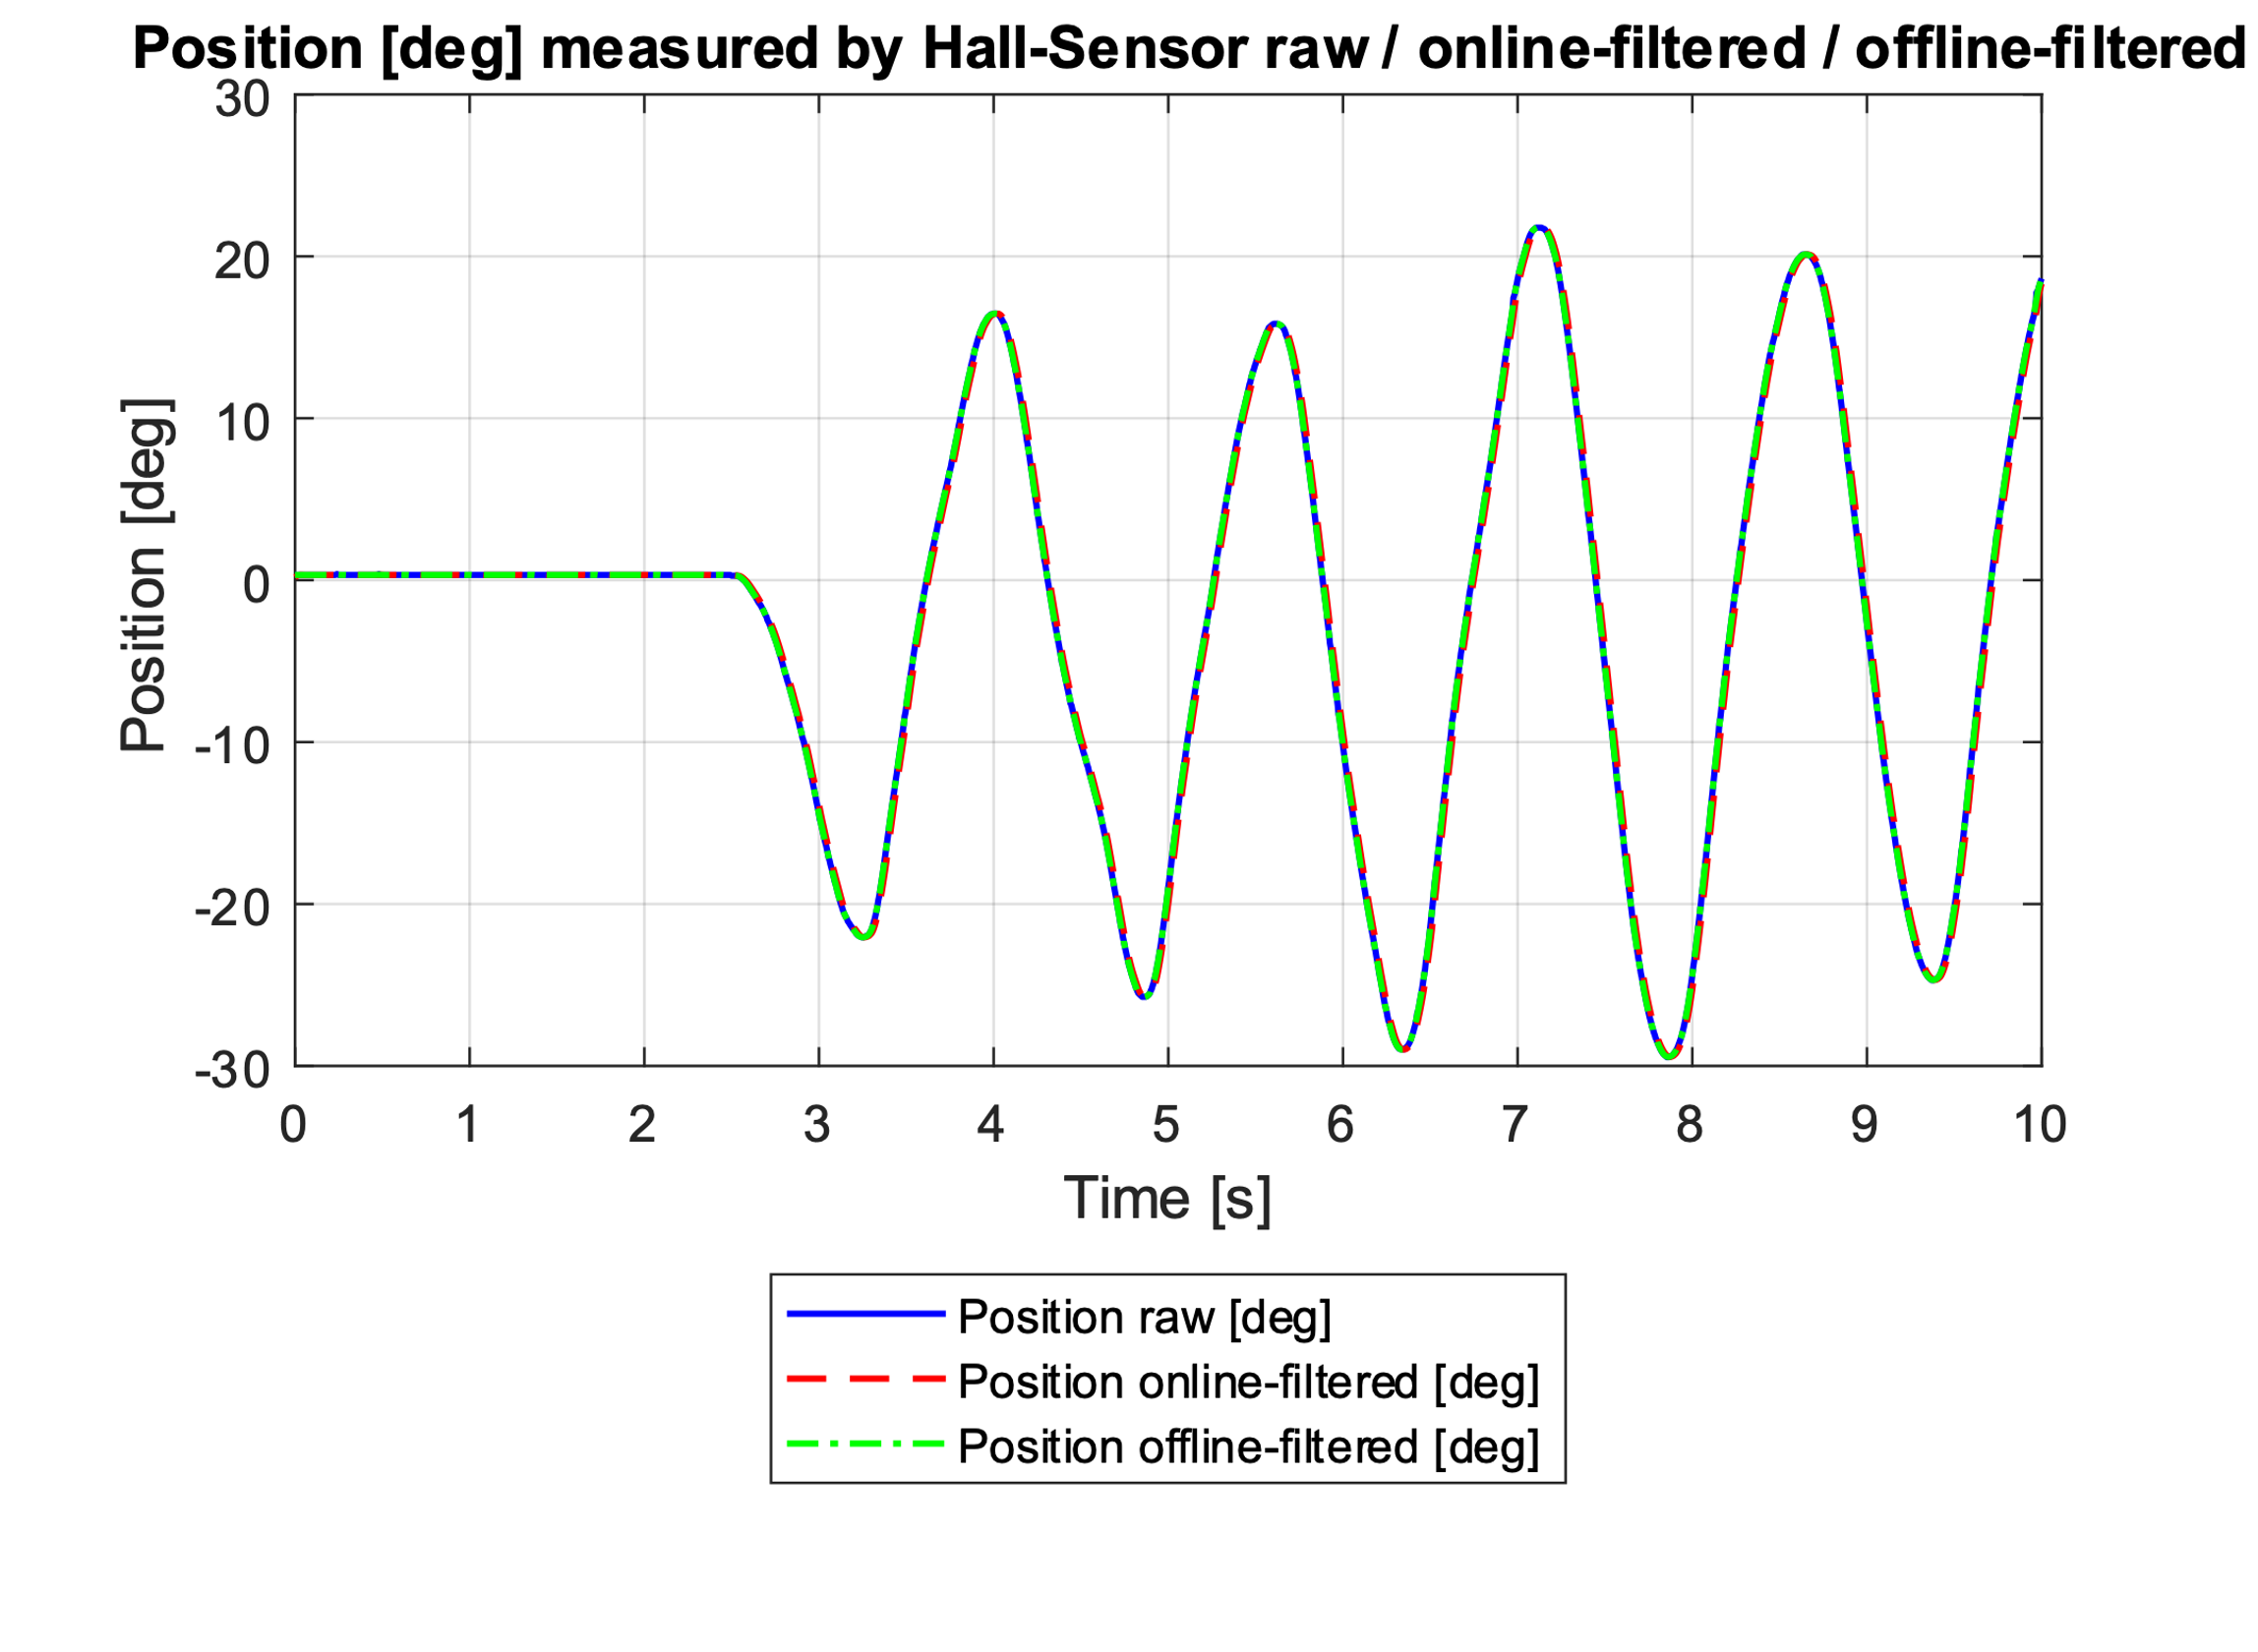 Position [deg] measured by Hall-Sensor raw / online-filtered / offline-filtered
30
20
10
0
-10
-20
-30
Position [deg]
0 1 2 3 4 5 6 7 8 9 10
Time [s]
Position raw [deg]
Position online-filtered [deg]
Position offline-filtered [deg]